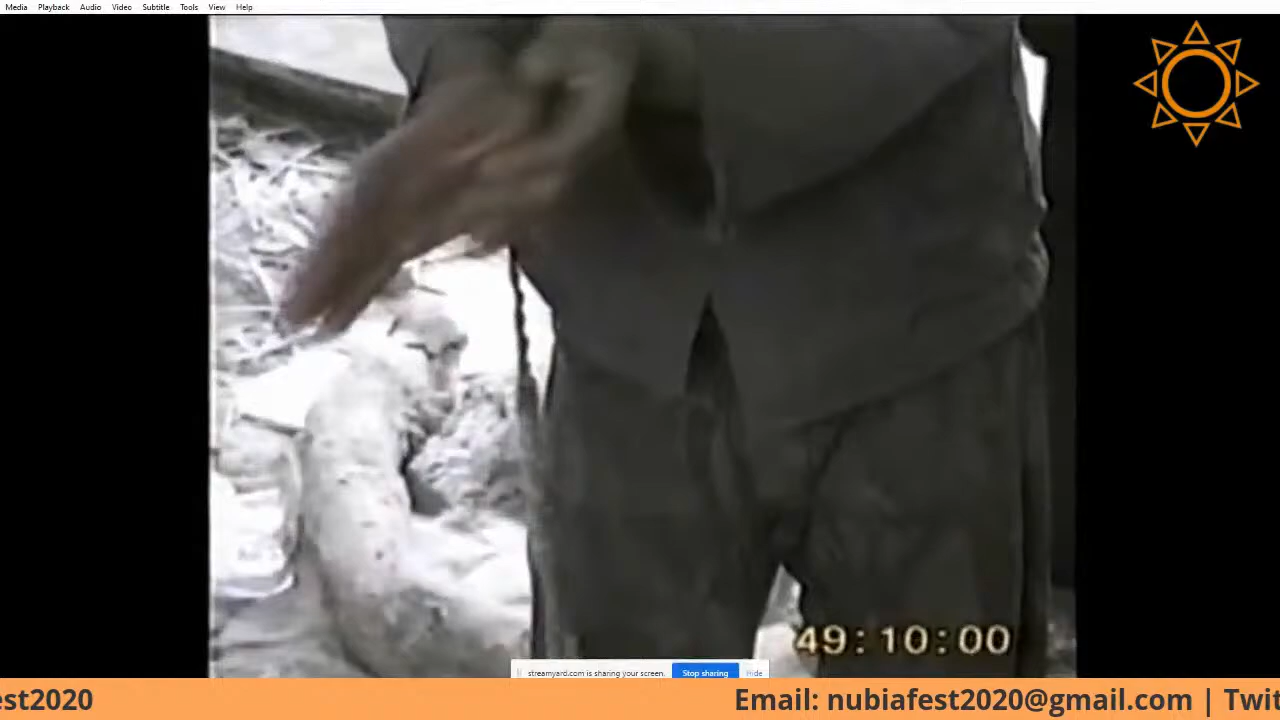 Media Playback Audio Video Subtitle Tools View Help
49:10:00
streamyard.com is sharing your screen. Stop sharing Hide
est2020 Email: nubiafest2020@gmail.com | Twit